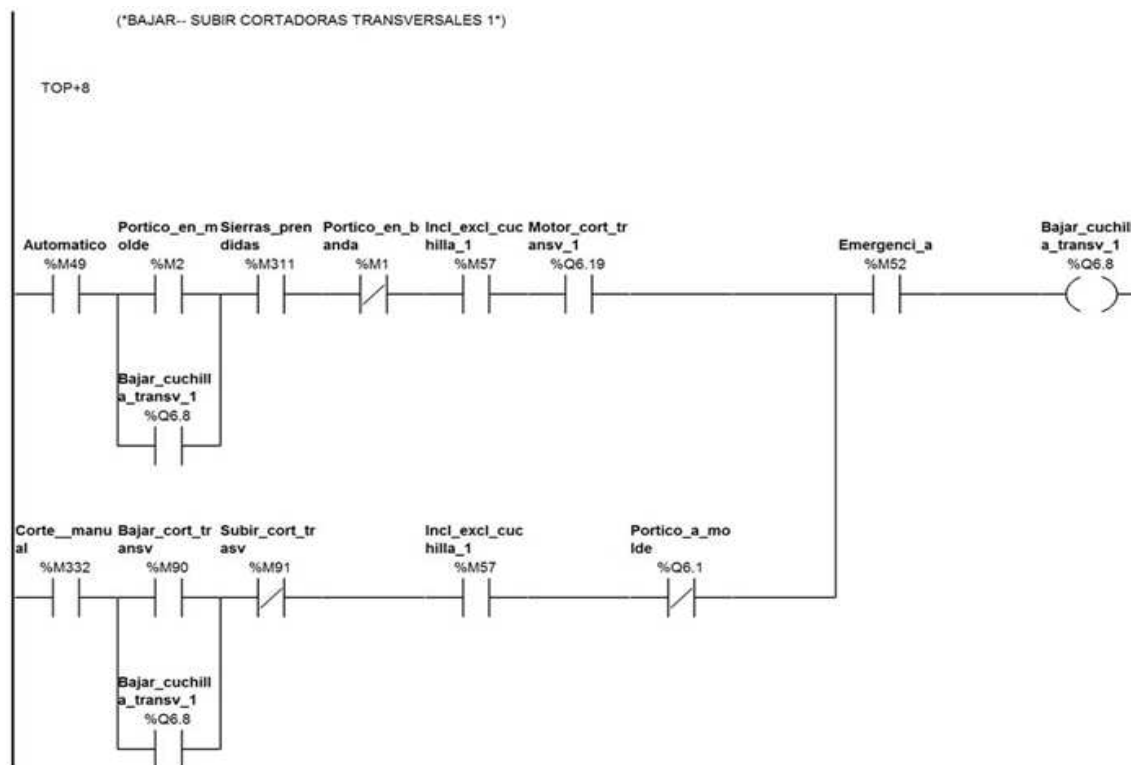 (*BAJAR-- SUBIR CORTADORAS TRANSVERSALES 1*)
TOP+8
Portico_en_m Sierras_pren Portico_en_b Incl_excl_cuc Motor_cort_tr Bajar_cuchill
Automatico olde didas anda hilla_1 ansv_1 Emergenci_a a_transv_1
%M49 %M2 %M311 %M1 %M57 %Q6.19 %M52 %Q6.8
Bajar_cuchill
a_transv_1
%Q6.8
Corte__manu Bajar_cort_tr Subir_cort_tr Incl_excl_cuc Portico_a_mo
al ansv asv hilla_1 lde
%M332 %M90 %M91 %M57 %Q6.1
Bajar_cuchill
a_transv_1
%Q6.8